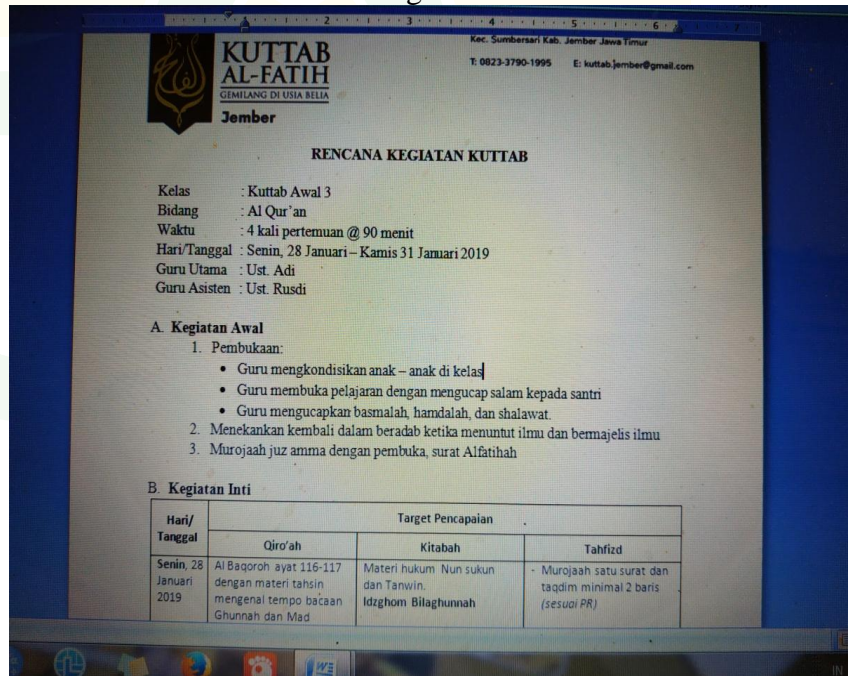 Kec. Sumbersari Kab. Jember Jawa Timur
KUTTAB
AL-FATIH
GEMILANG DI USIA BELIA
T: 0823-3790-1995 E: kuttab.jember@gmail.com
Jember
RENCANA KEGIATAN KUTTAB
Kelas : Kuttab Awal 3
Bidang : Al Qur'an
Waktu : 4 kali pertemuan @ 90 menit
Hari/Tanggal : Senin, 28 Januari – Kamis 31 Januari 2019
Guru Utama : Ust. Adi
Guru Asisten : Ust. Rusdi
A. Kegiatan Awal
1. Pembukaan:
• Guru mengkondisikan anak – anak di kelas
• Guru membuka pelajaran dengan mengucap salam kepada santri
• Guru mengucapkan basmalah, hamdalah, dan shalawat.
2. Menekankan kembali dalam beradab ketika menuntut ilmu dan bermajelis ilmu
3. Murojaah juz amma dengan pembuka, surat Alfatihah
B. Kegiatan Inti
Hari/
Tanggal
Target Pencapaian
Qiro'ah
Kitabah
Tahfizd
Senin, 28
Januari
2019
Al Baqoroh ayat 116-117
dengan materi tahsin
mengenal tempo bacaan
Ghunnah dan Mad
Materi hukum Nun sukun
dan Tanwin.
Idzghom Bilaghunnah
- Murojaah satu surat dan
taqdim minimal 2 baris
(sesuai PR)
IN